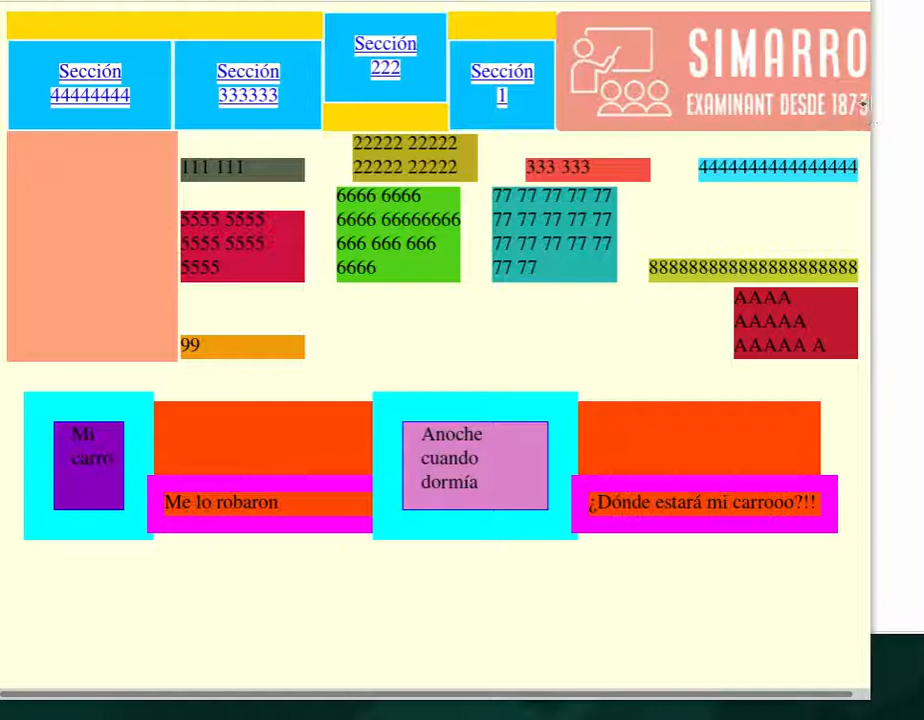 Sección
44444444
Sección
333333
Sección
222
Sección
1
SIMARRO
EXAMINANT DESDE 1873
111 111
22222 22222
22222 22222
333 333
44444444444444444
5555 5555
5555 5555
5555
6666 6666
6666 66666666
666 666 666
6666
77 77 77 77 77
77 77 77 77 77
77 77 77 77 77
77 77
8888888888888888888888
99
AAAA
AAAAA
AAAAA A
Mi
carro
Me lo robaron
Anoche
cuando
dormía
¿Dónde estará mi carrooo?!!